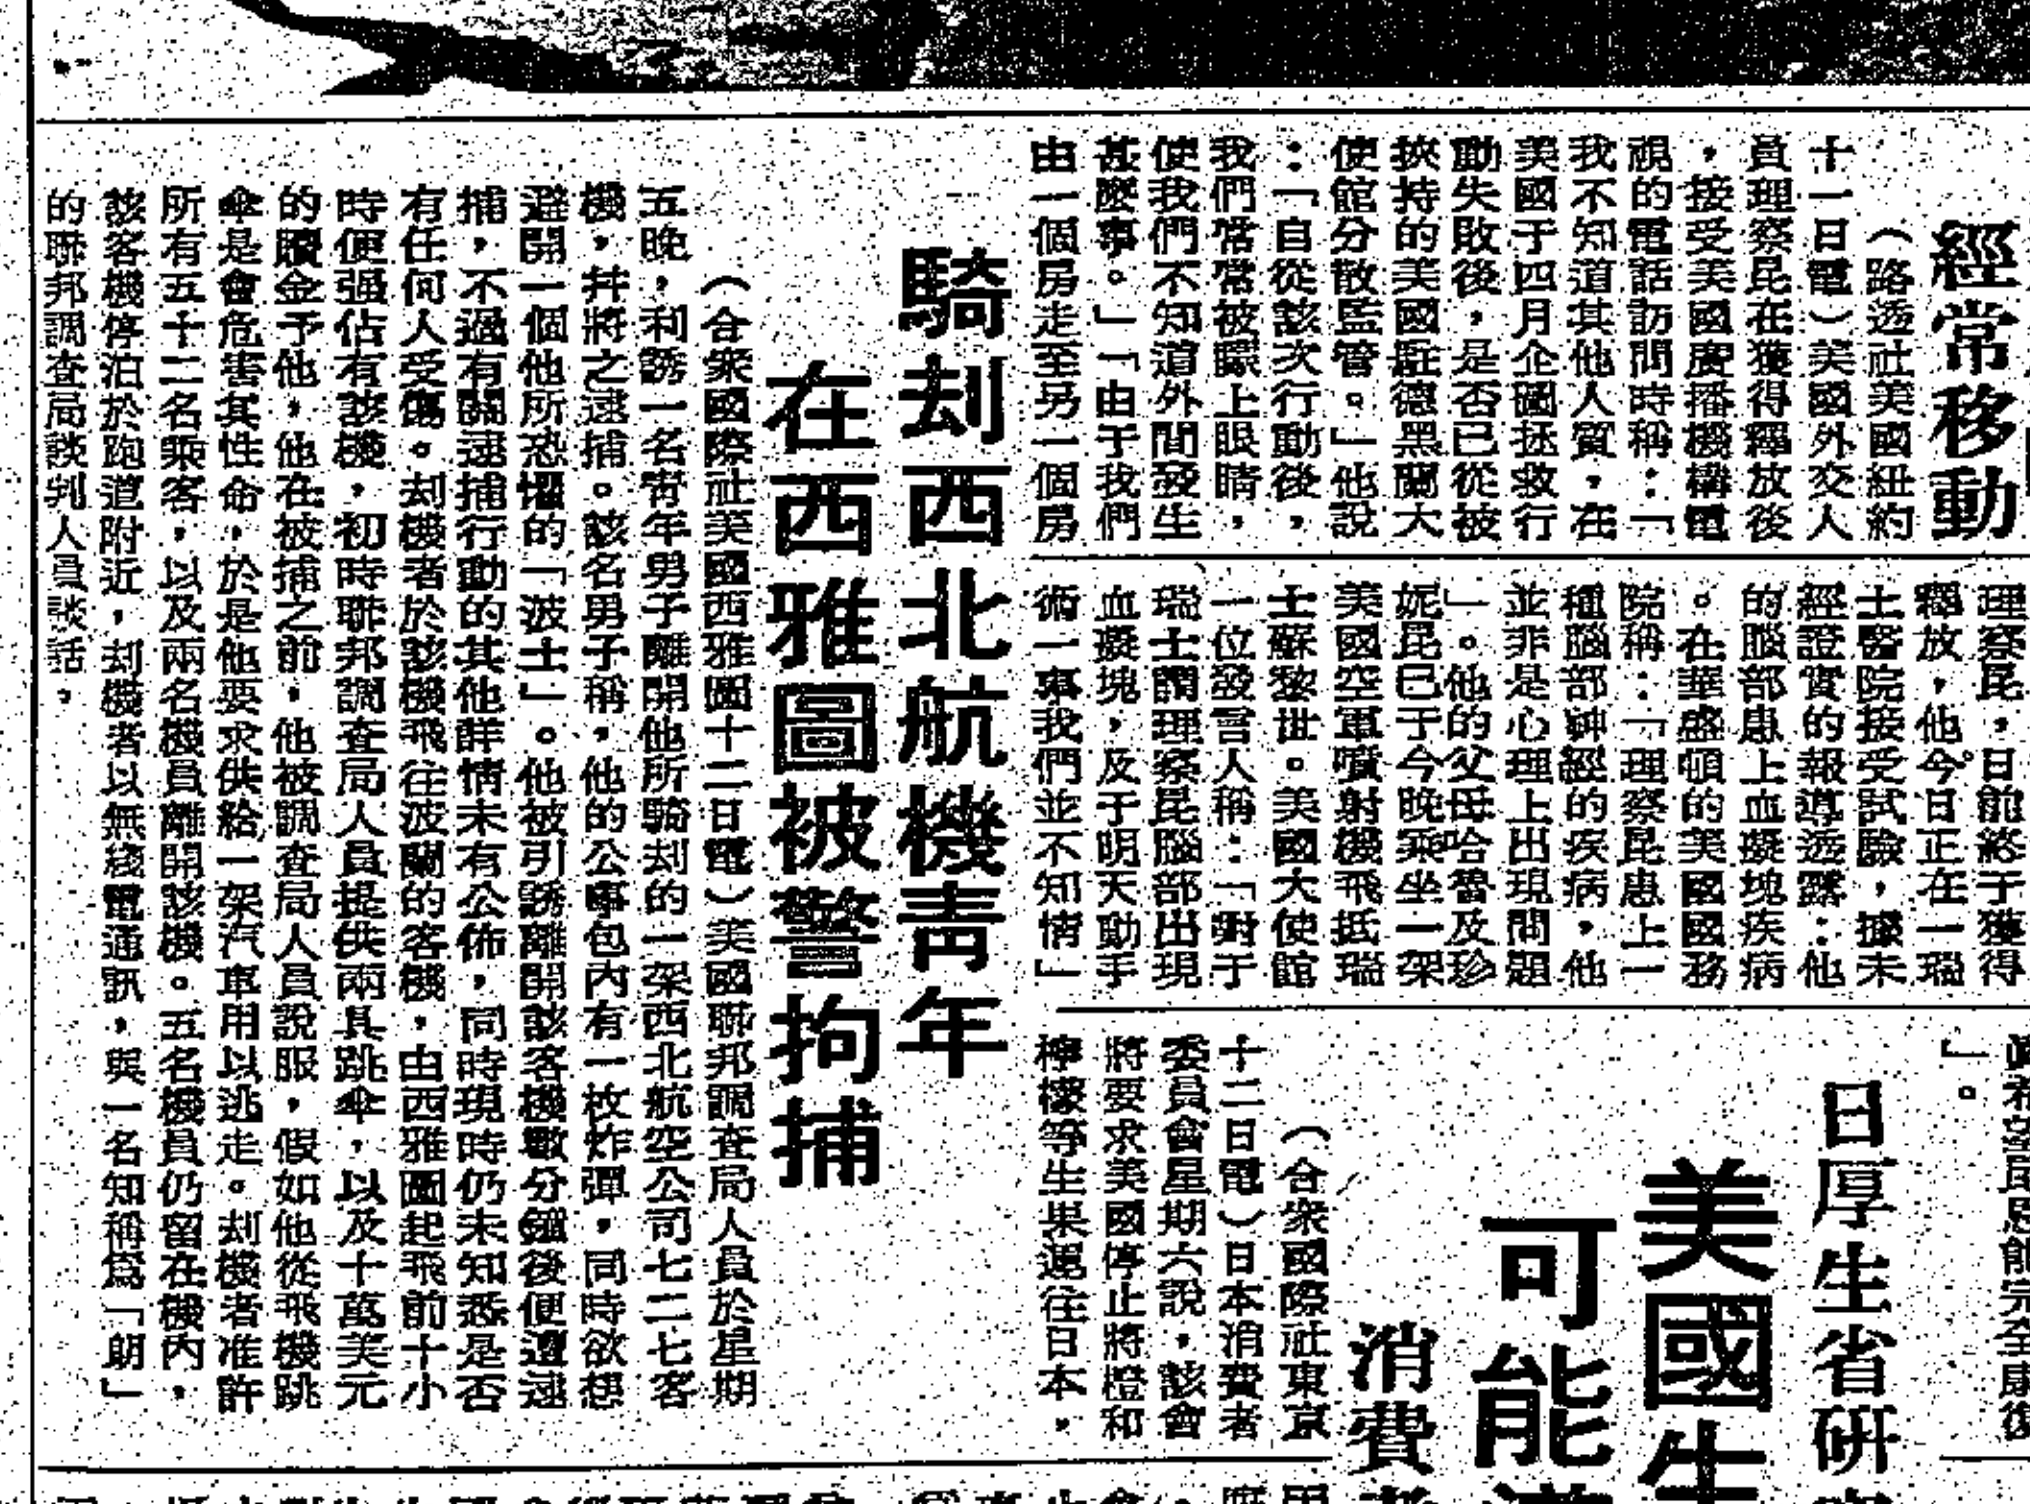 經常移動
（路透社美國紐約
十一日電）美國外交人
員理察昆在獲得釋放後
，接受美國廣播機構電
視的電話訪問時稱：「
我不知道其他人質，在
美國于四月企圖拯救行
動失敗後，是否已從被
挾持的美國駐德黑蘭大
使館分散監管。」他說
：「自從該次行動後，
我們常常被矇上眼睛，
使我們不知道外間發生
甚麼事。」「由于我們
由一個房走至另一個房
理察昆，日前終于獲得
釋放，他今日正在一瑞
士醫院接受試驗，據未
經證實的報導透露：他
的腦部患上血凝塊疾病
。在華盛頓的美國國務
院稱：「理察昆患上一
種腦部神經的疾病，他
並非是心理上出現問題
」。他的父母哈魯及珍
妮昆已于今晚乘坐一架
美國空軍噴射機飛抵瑞
士蘇黎世。美國大使館
一位發言人稱：「對于
瑞士謂理察昆腦部出現
血凝塊，及于明天動手
術一事我們並不知情」
騎刦西北航機青年
在西雅圖被警拘捕
（合衆國際社美國西雅圖十二日電）美國聯邦調查局人員於星期
五晚，利誘一名青年男子離開他所騎刦的一架西北航空公司七二七客
機，并將之逮捕。該名男子稱，他的公事包內有一枚炸彈，同時欲想
避開一個他所恐懼的「波士」。他被引誘離開該客機數分鐘後便遭逮
捕，不過有關逮捕行動的其他詳情未有公佈，同時現時仍未知悉是否
有任何人受傷。刦機者於該機飛往波蘭的客機，由西雅圖起飛前十小
時便强佔有該機，初時聯邦調查局人員提供兩具跳傘，以及十萬美元
的贖金予他，他在被捕之前，他被調查局人員說服，假如他從飛機跳
傘是會危害其性命，於是他要求供給一架汽車用以逃走。刦機者准許
所有五十二名乘客，以及兩名機員離開該機。五名機員仍留在機內，
該客機停泊於跑道附近，刦機者以無綫電通訊，與一名知稱爲「朗」
的聯邦調查局談判人員談話。
」。
日厚生省研
美國生
可能
消費
（合衆國際社東京
十二日電）日本消費者
委員會星期六說，該會
將要求美國停止將橙和
檸檬等生果運往日本，